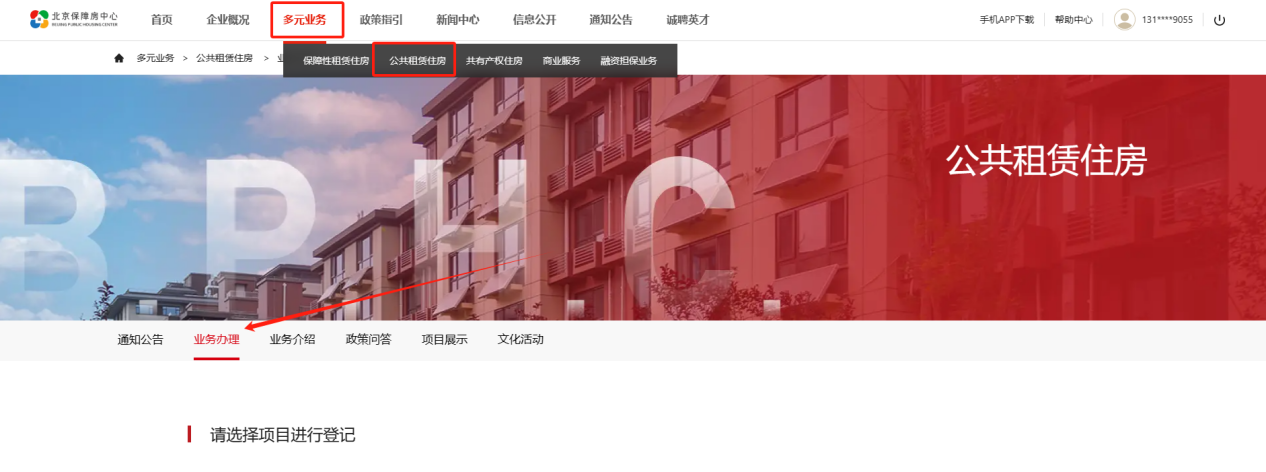 北京保障房中心
BEIJING PUBLIC HOUSING CENTER
首页 企业概况 多元业务 政策指引 新闻中心 信息公开 通知公告 诚聘英才
手机APP下载 帮助中心 131****9055
多元业务 > 公共租赁住房 >
保障性租赁住房 公共租赁住房 共有产权住房 商业服务 融资担保业务
公共租赁住房
BPHC.
通知公告 业务办理 业务介绍 政策问答 项目展示 文化活动
请选择项目进行登记